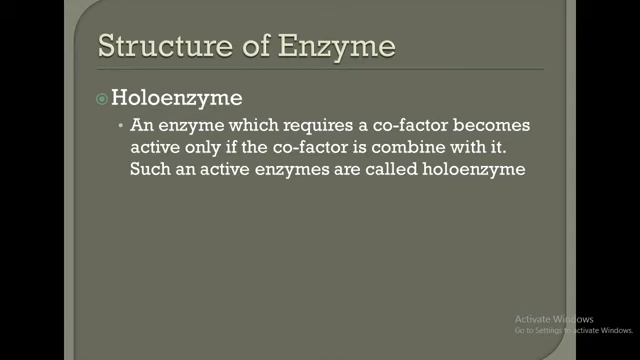 Structure of Enzyme
Holoenzyme
An enzyme which requires a co-factor becomes
active only if the co-factor is combine with it.
Such an active enzymes are called holoenzyme
Activate Windows
Go to Settings to activate Windows.